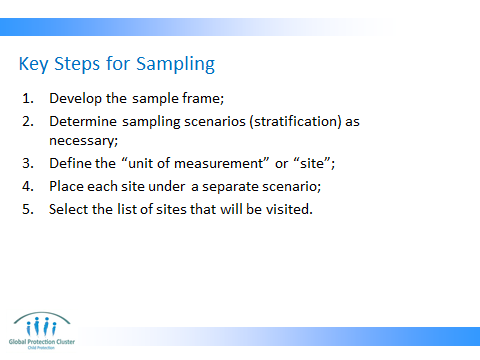 Key Steps for Sampling
1. Develop the sample frame;
2. Determine sampling scenarios (stratification) as
necessary;
3. Define the “unit of measurement” or “site”;
4. Place each site under a separate scenario;
5. Select the list of sites that will be visited.
Global Protection Cluster
Child Protection